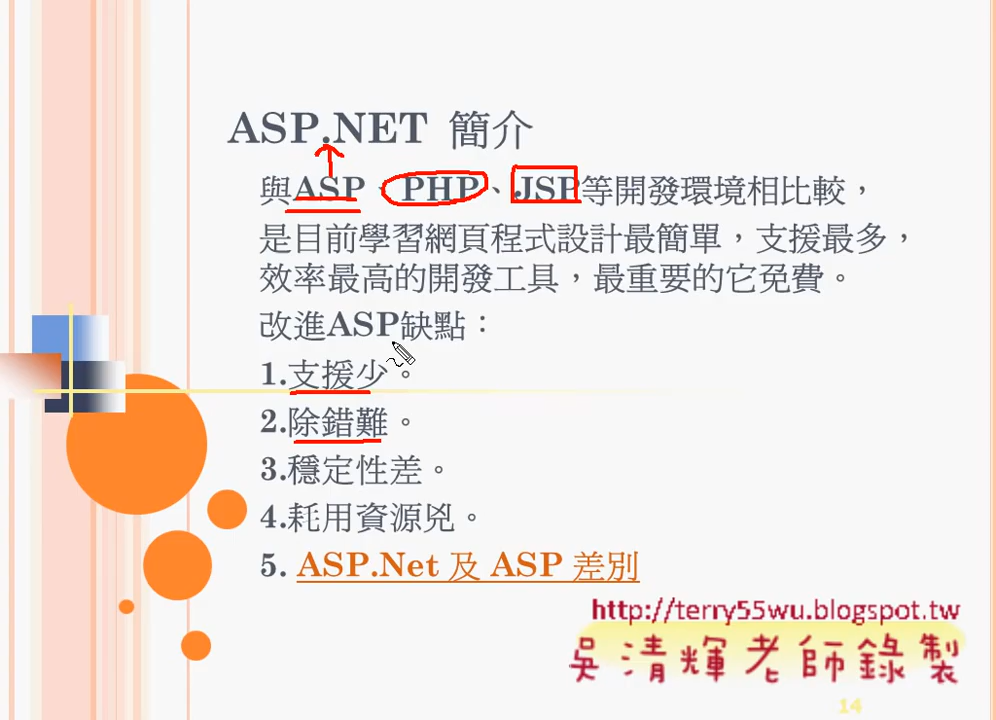 ASP.NET 簡介
與ASP、PHP、JSP等開發環境相比較，
是目前學習網頁程式設計最簡單，支援最多，
效率最高的開發工具，最重要的它免費。
改進ASP缺點：
1.支援少。
2.除錯難。
3.穩定性差。
4.耗用資源兇。
5. ASP.Net 及 ASP 差別
http://terry55wu.blogspot.tw
吳清輝老師錄製
14